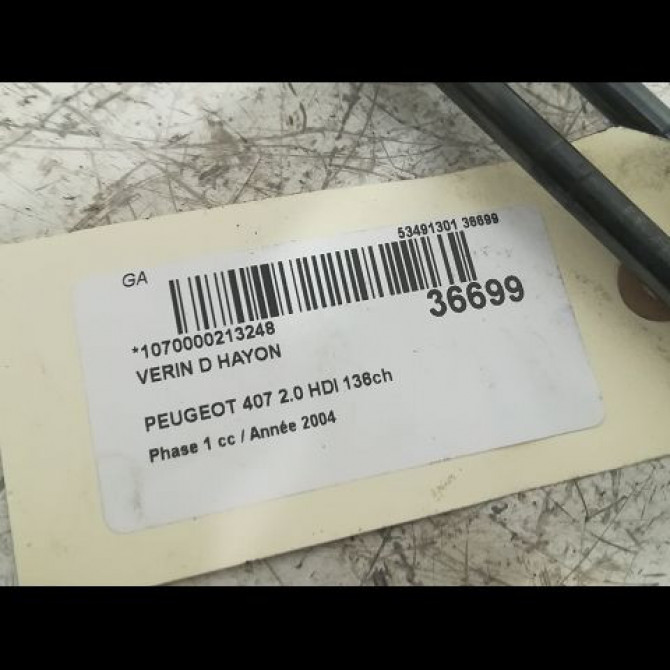 53491301 36699
GA
36699
*1070000213248
VERIN D HAYON
PEUGEOT 407 2.0 HDI 136ch
Phase 1 cc / Année 2004